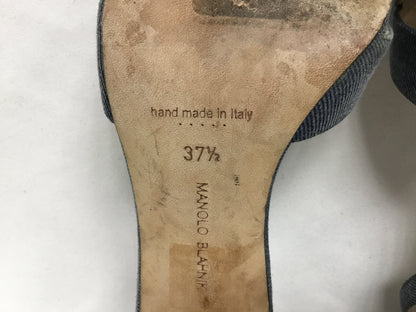 hand made in Italy
37½
MANOLO BLAHNIK